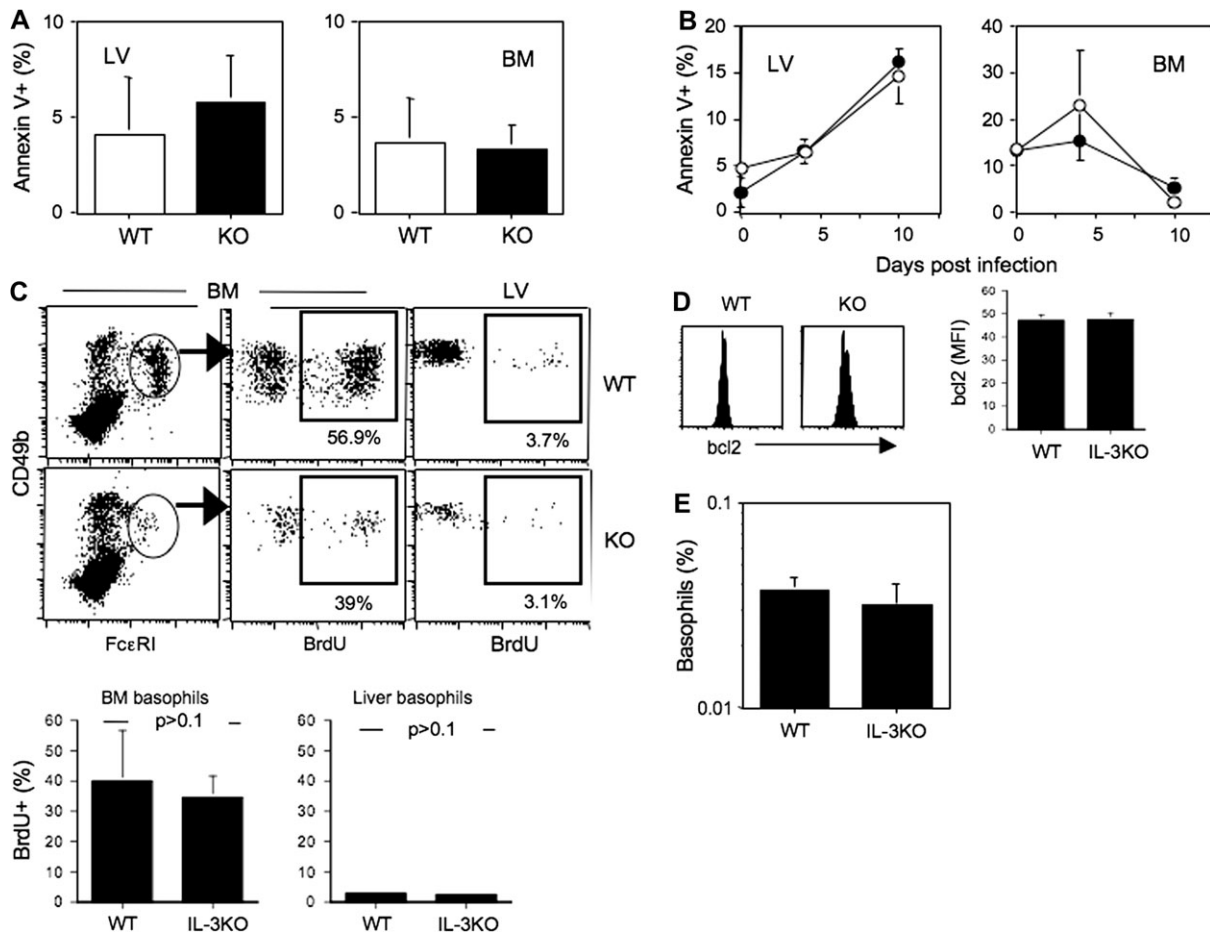 A
Annexin V+ (%)
10
5
0
LV
WT
KO
10
5
0
BM
WT
KO
B
Annexin V+ (%)
20
15
10
5
0
LV
0
5
10
40
30
20
10
0
BM
0
5
10
Days post infection
C
BM
LV
CD49b
WT
56.9%
3.7%
KO
39%
3.1%
FcεRI
BrdU
BrdU
BM basophils
p>0.1
BrdU+ (%)
60
50
40
30
20
10
0
WT
IL-3KO
Liver basophils
p>0.1
60
50
40
30
20
10
0
WT
IL-3KO
D
WT
KO
bcl2
bcl2 (MFI)
60
50
40
30
20
10
0
WT
IL-3KO
E
Basophils (%)
0.1
0.01
WT
IL-3KO